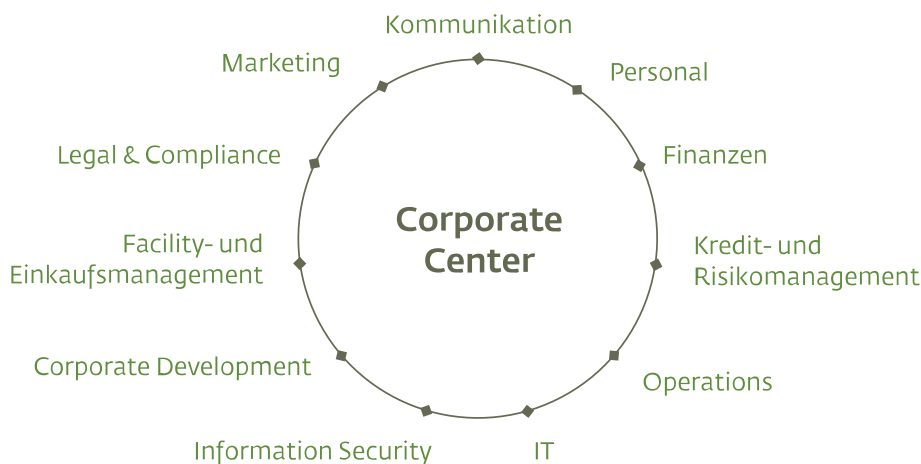 Kommunikation
Marketing
Personal
Legal & Compliance
Finanzen
Corporate
Center
Facility- und
Einkaufsmanagement
Kredit- und
Risikomanagement
Corporate Development
Operations
Information Security
IT